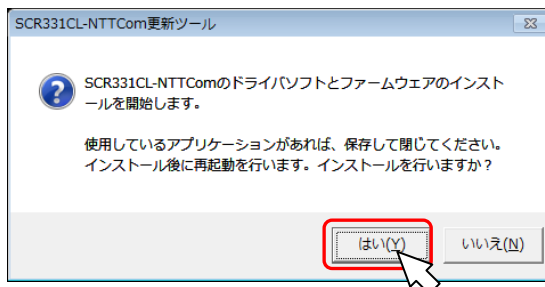 SCR331CL-NTTCom更新ツール
SCR331CL-NTTComのドライバソフトとファームウェアのインスト
ールを開始します。
使用しているアプリケーションがあれば、保存して閉じてください。
インストール後に再起動を行います。インストールを行いますか？
はい(Y)
いいえ(N)